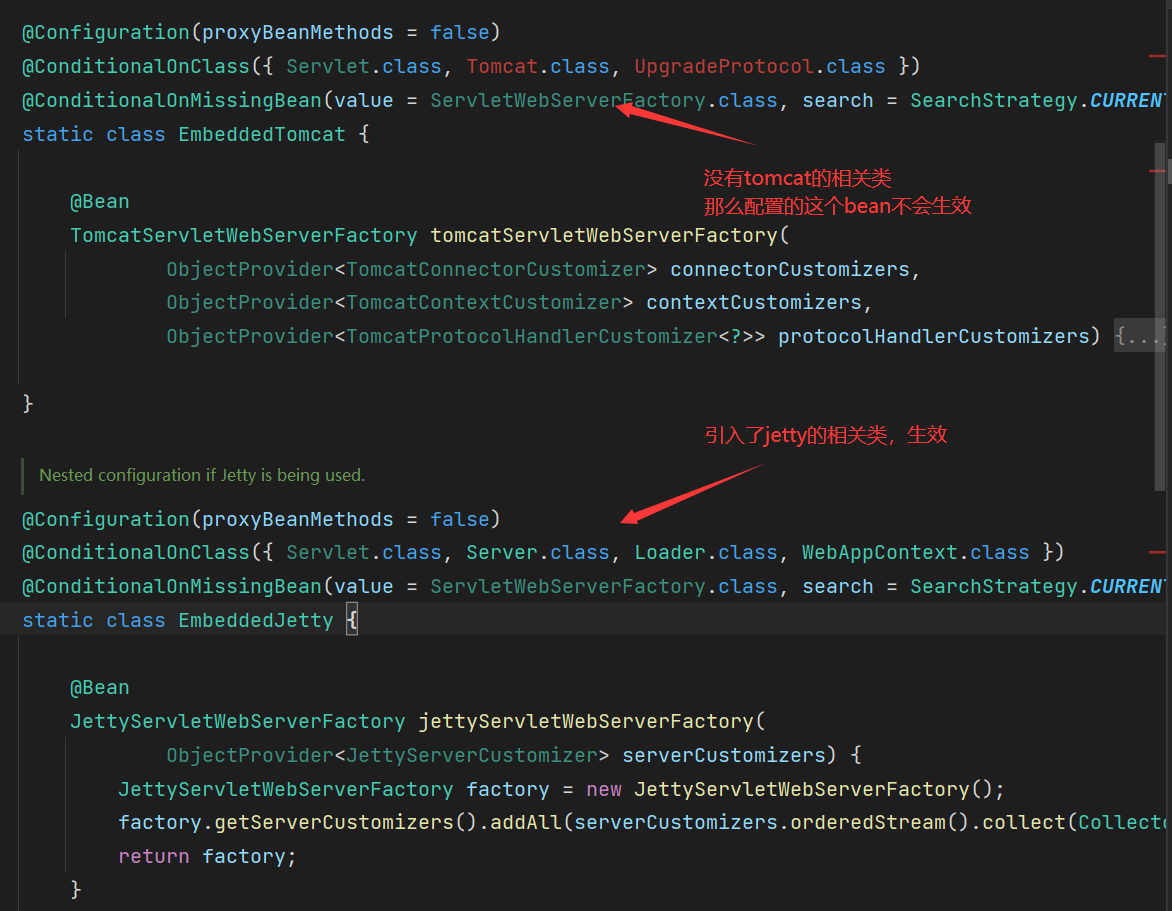 @Configuration(proxyBeanMethods = false)
@ConditionalOnClass({ Servlet.class, Tomcat.class, UpgradeProtocol.class })
@ConditionalOnMissingBean(value = ServletWebServerFactory.class, search = SearchStrategy.CURREN
static class EmbeddedTomcat {
没有tomcat的相关类
那么配置的这个bean不会生效
@Bean
TomcatServletWebServerFactory tomcatServletWebServerFactory(
ObjectProvider<TomcatConnectorCustomizer> connectorCustomizers,
ObjectProvider<TomcatContextCustomizer> contextCustomizers,
ObjectProvider<TomcatProtocolHandlerCustomizer<?>> protocolHandlerCustomizers) {...}
}
引入了jetty的相关类，生效
Nested configuration if Jetty is being used.
@Configuration(proxyBeanMethods = false)
@ConditionalOnClass({ Servlet.class, Server.class, Loader.class, WebAppContext.class })
@ConditionalOnMissingBean(value = ServletWebServerFactory.class, search = SearchStrategy.CURREN
static class EmbeddedJetty {
@Bean
JettyServletWebServerFactory jettyServletWebServerFactory(
ObjectProvider<JettyServerCustomizer> serverCustomizers) {
JettyServletWebServerFactory factory = new JettyServletWebServerFactory();
factory.getServerCustomizers().addAll(serverCustomizers.orderedStream().collect(Collect
return factory;
}